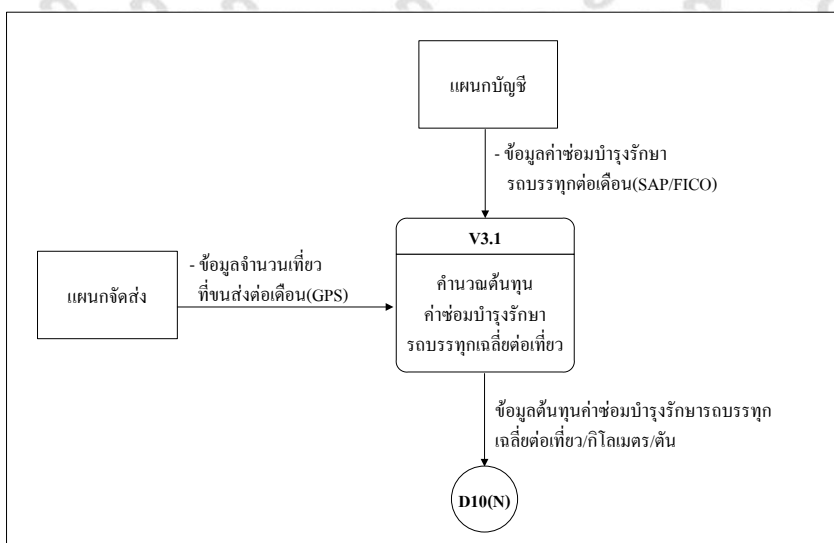 แผนกบัญชี
- ข้อมูลค่าซ่อมบำรุงรักษา
รถบรรทุกต่อเดือน(SAP/FICO)
V3.1
แผนกจัดส่ง
- ข้อมูลจำนวนเที่ยว
ที่ขนส่งต่อเดือน(GPS)
คำนวณต้นทุน
ค่าซ่อมบำรุงรักษา
รถบรรทุกเฉลี่ยต่อเที่ยว
ข้อมูลต้นทุนค่าซ่อมบำรุงรักษารถบรรทุก
เฉลี่ยต่อเที่ยว/กิโลเมตร/ตัน
D10(N)